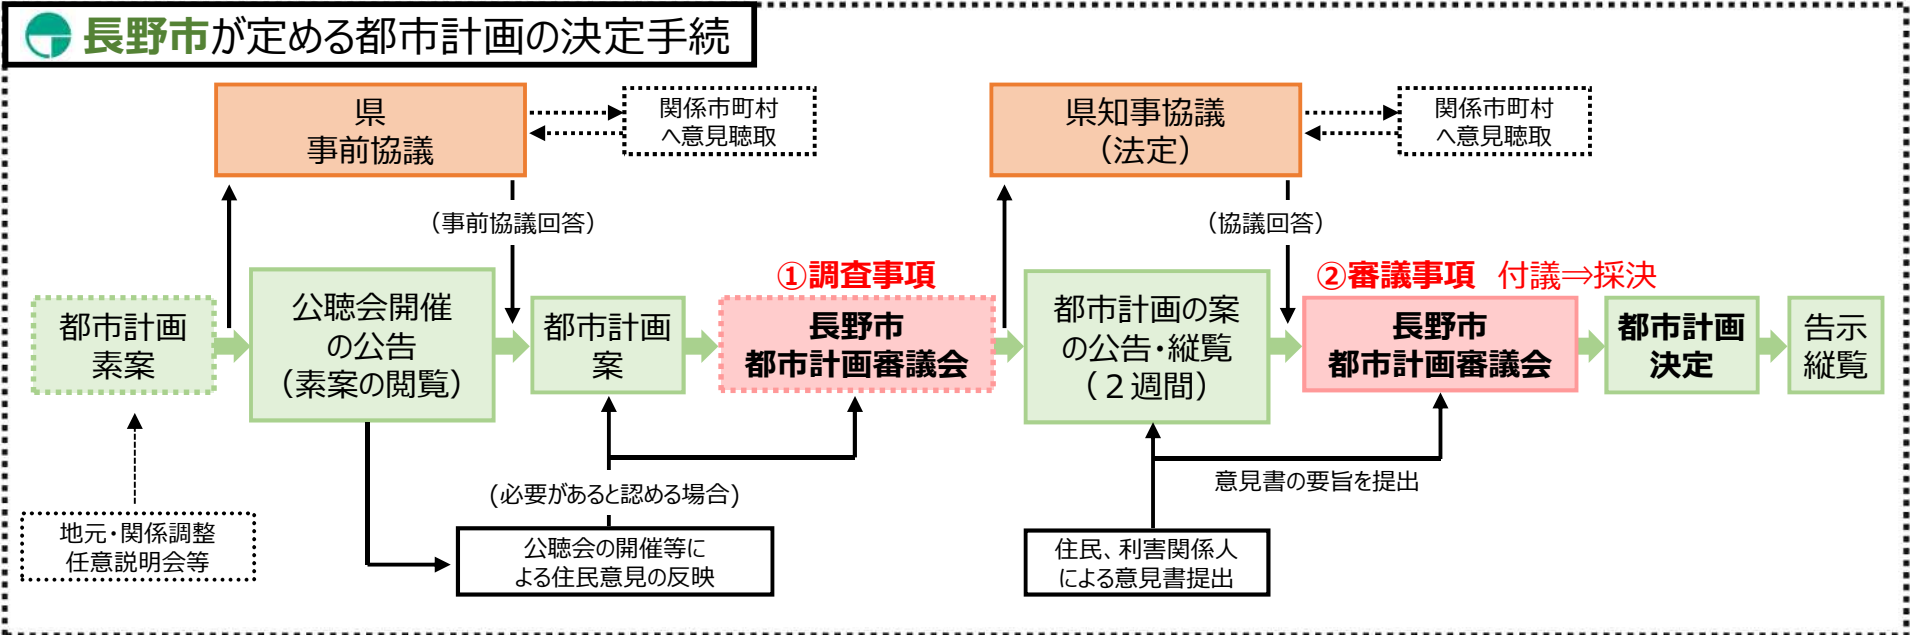 長野市が定める都市計画の決定手続
県
事前協議
関係市町村
へ意見聴取
県知事協議
（法定）
関係市町村
へ意見聴取
（事前協議回答）
（協議回答）
①調査事項
②審議事項 付議⇒採決
都市計画
素案
公聴会開催
の公告
（素案の閲覧）
都市計画
案
長野市
都市計画審議会
都市計画の案
の公告・縦覧
（２週間）
長野市
都市計画審議会
都市計画
決定
告示
縦覧
(必要があると認める場合)
意見書の要旨を提出
地元・関係調整
任意説明会等
公聴会の開催等に
よる住民意見の反映
住民、利害関係人
による意見書提出